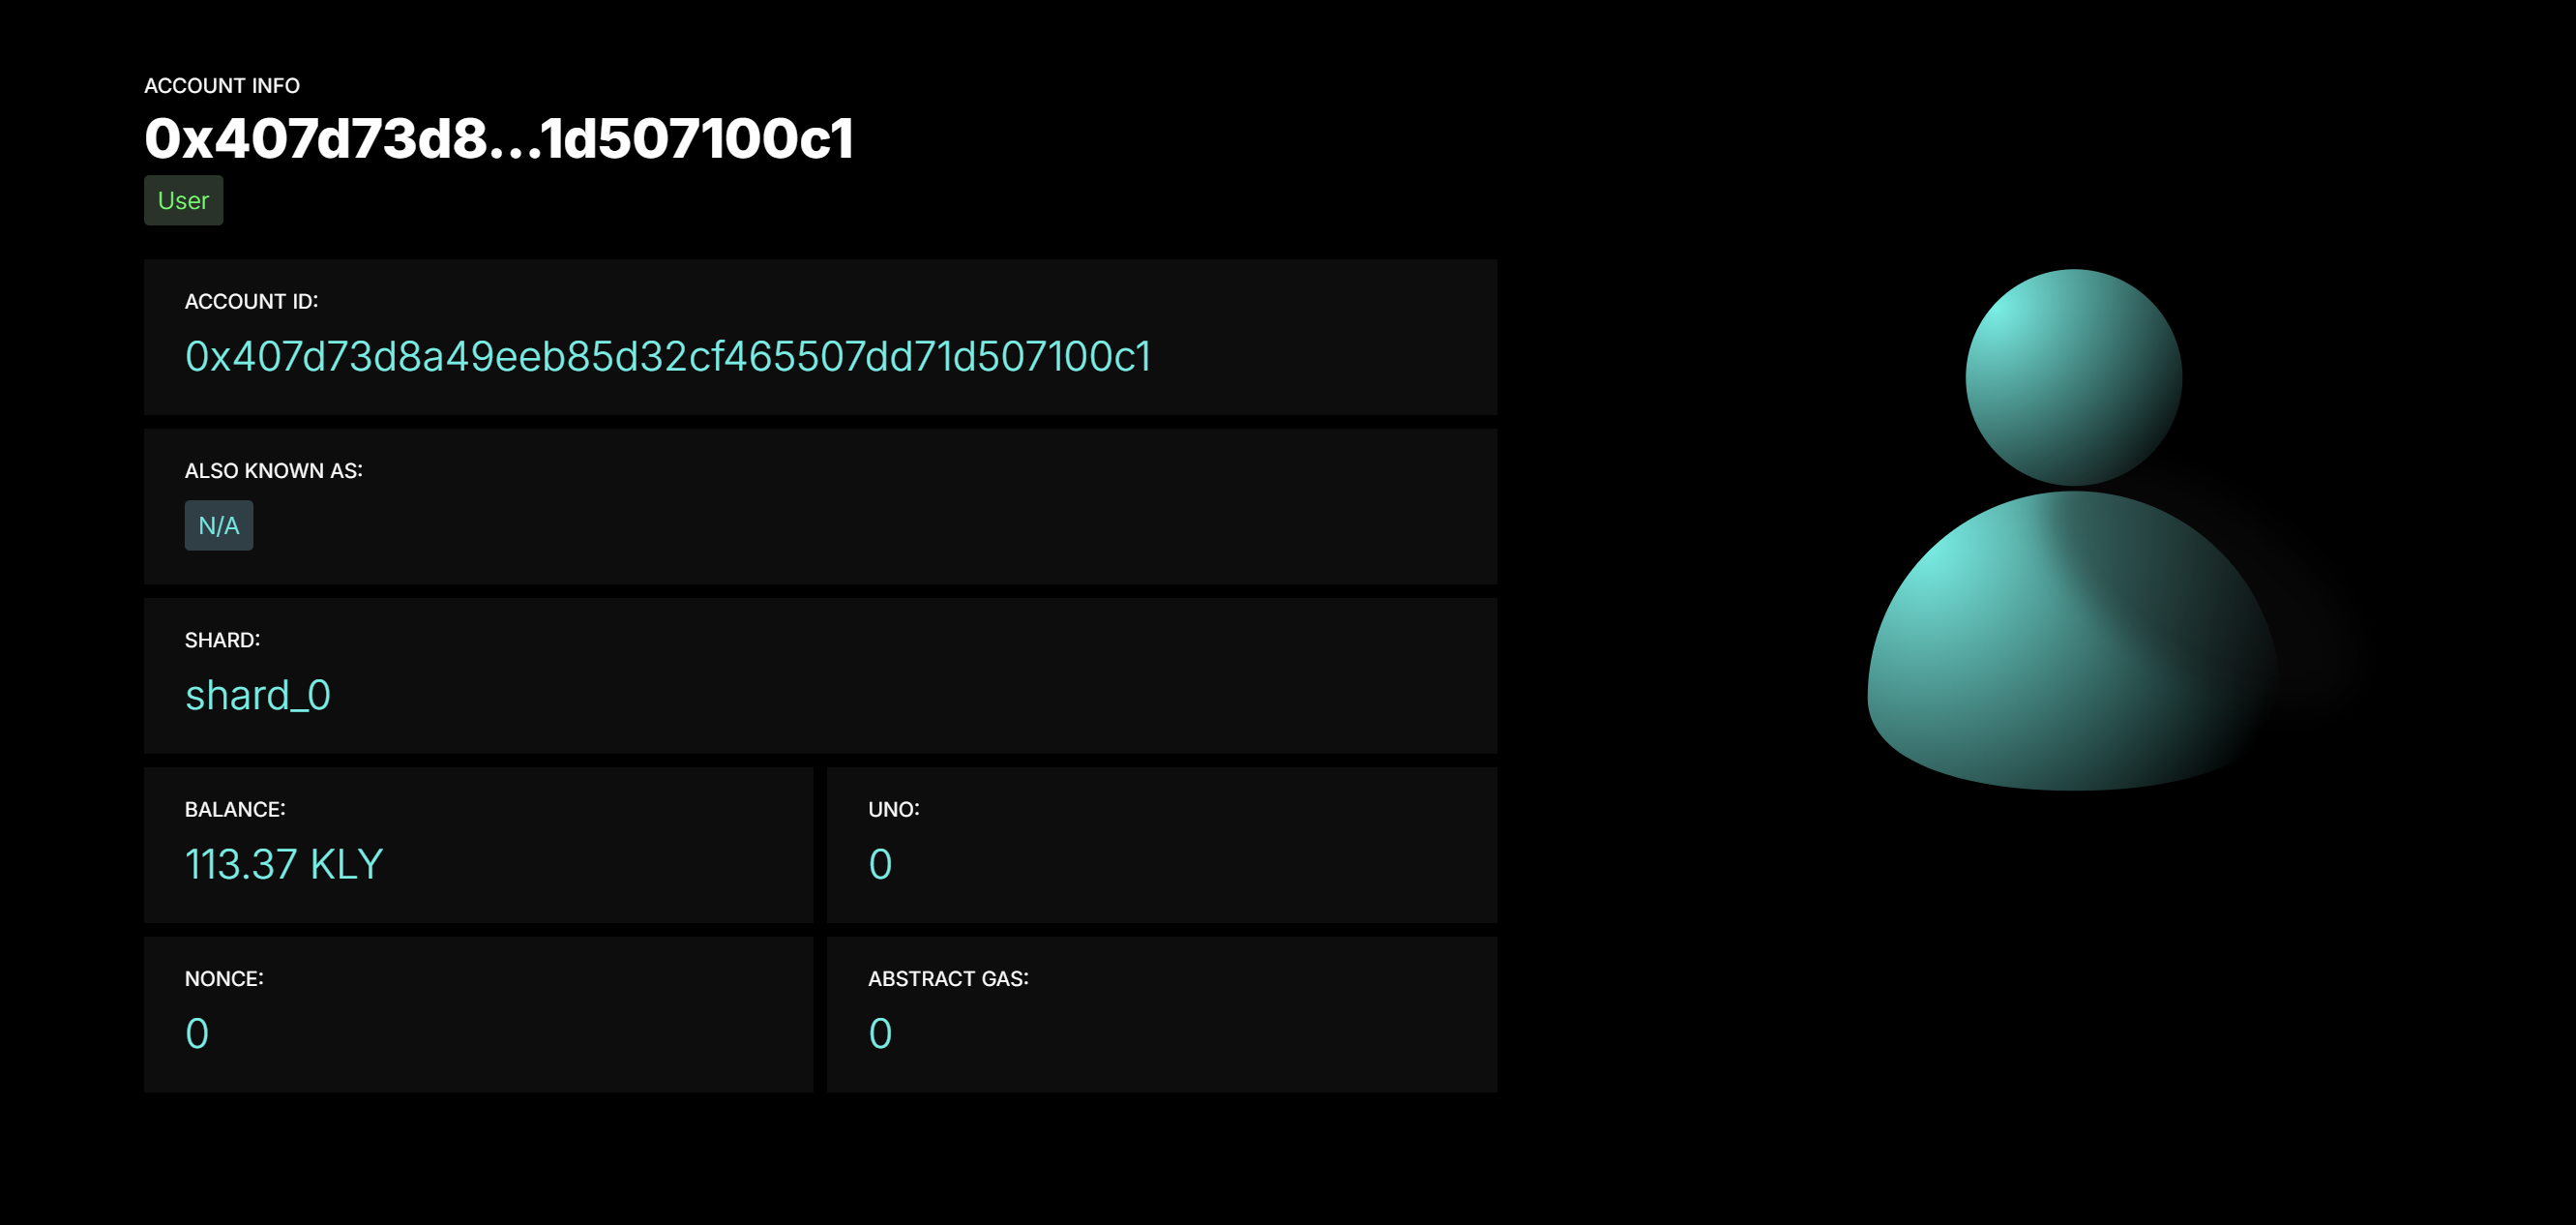 ACCOUNT INFO
0x407d73d8...1d507100c1
User
ACCOUNT ID:
0x407d73d8a49eeb85d32cf465507dd71d507100c1
ALSO KNOWN AS:
N/A
SHARD:
shard_0
BALANCE:
113.37 KLY
UNO:
0
NONCE:
0
ABSTRACT GAS:
0